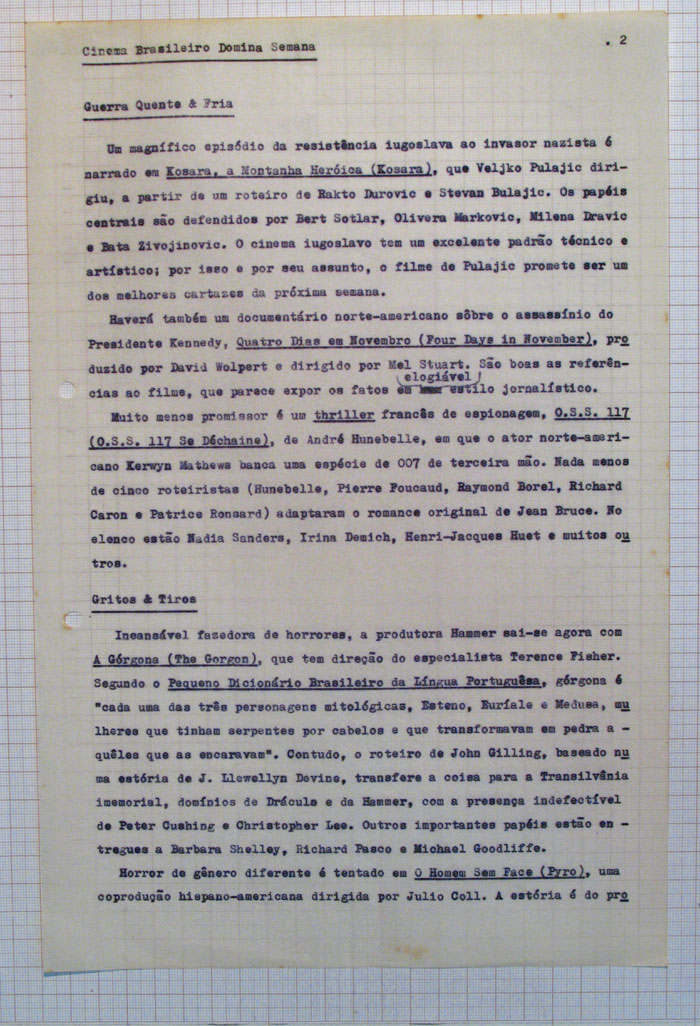 Cinema Brasileiro Domina Semana
. 2
Guerra Quente & Fria
Um magnífico episódio da resistência iugoslava ao invasor nazista é
narrado em Kosara, a Montanha Heróica (Kosara), que Veljko Pulajic diri-
giu, a partir de um roteiro de Rakto Durovic e Stevan Bulajic. Os papéis
centrais são defendidos por Bert Sotlar, Olivera Markovic, Milena Dravic
e Bata Zivojinovic. O cinema iugoslavo tem um excelente padrão técnico e
artístico; por isso e por seu assunto, o filme de Pulajic promete ser um
dos melhores cartazes da próxima semana.
Haverá também um documentário norte-americano sôbre o assassínio do
Presidente Kennedy, Quatro Dias em Novembro (Four Days in November), pro
duzido por David Wolpert e dirigido por Mel Stuart. São boas as referên-
elogiável
cias ao filme, que parece expor os fatos em estilo jornalístico.
Muito menos promissor é um thriller francês de espionagem, O.S.S. 117
(O.S.S. 117 Se Déchaine), de André Hunebelle, em que o ator norte-ameri-
cano Kerwyn Mathews banca uma espécie de 007 de terceira mão. Nada menos
de cinco roteiristas (Hunebelle, Pierre Foucaud, Raymond Borel, Richard
Caron e Patrice Ronsard) adaptaram o romance original de Jean Bruce. No
elenco estão Nadia Sanders, Irina Demich, Henri-Jacques Huet e muitos ou
tros.
Gritos & Tiros
Incansável fazedora de horrores, a produtora Hammer sai-se agora com
A Górgona (The Gorgon), que tem direção do especialista Terence Fisher.
Segundo o Pequeno Dicionário Brasileiro da Língua Portuguêsa, górgona é
"cada uma das três personagens mitológicas, Esteno, Euríale e Medusa, mu
lheres que tinham serpentes por cabelos e que transformavam em pedra a -
quêles que as encaravam". Contudo, o roteiro de John Gilling, baseado nu
ma estória de J. Llewellyn Devine, transfere a coisa para a Transilvânia
imemorial, domínios de Drácula e da Hammer, com a presença indefectível
de Peter Cushing e Christopher Lee. Outros importantes papéis estão en -
tregues a Barbara Shelley, Richard Pasco e Michael Goodliffe.
Horror de gênero diferente é tentado em O Homem Sem Face (Pyro), uma
coprodução hispano-americana dirigida por Julio Coll. A estória é do pro